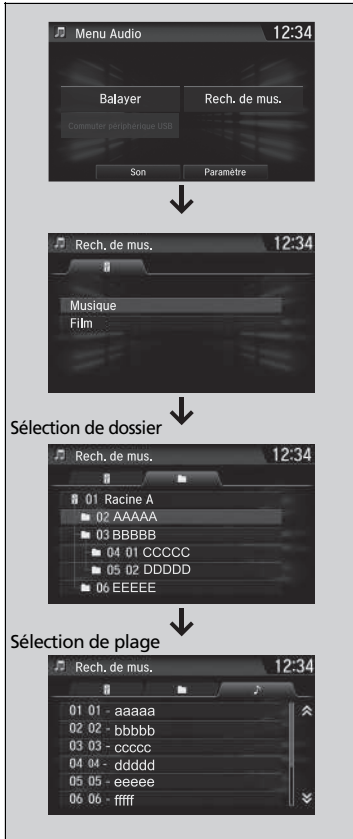 Menu Audio 12:34
Balayer Rech. de mus.
Commuter périphérique USB
Son Paramètre
Rech. de mus. 12:34
Musique
Film
Sélection de dossier
Rech. de mus. 12:34
01 Racine A
02 AAAAA
03 BBBBB
04 01 CCCCC
05 02 DDDDD
06 EEEEE
Sélection de plage
Rech. de mus. 12:34
01 01 - aaaaa
02 02 - bbbbb
03 03 - ccccc
04 04 - ddddd
05 05 - eeeee
06 06 - fffff